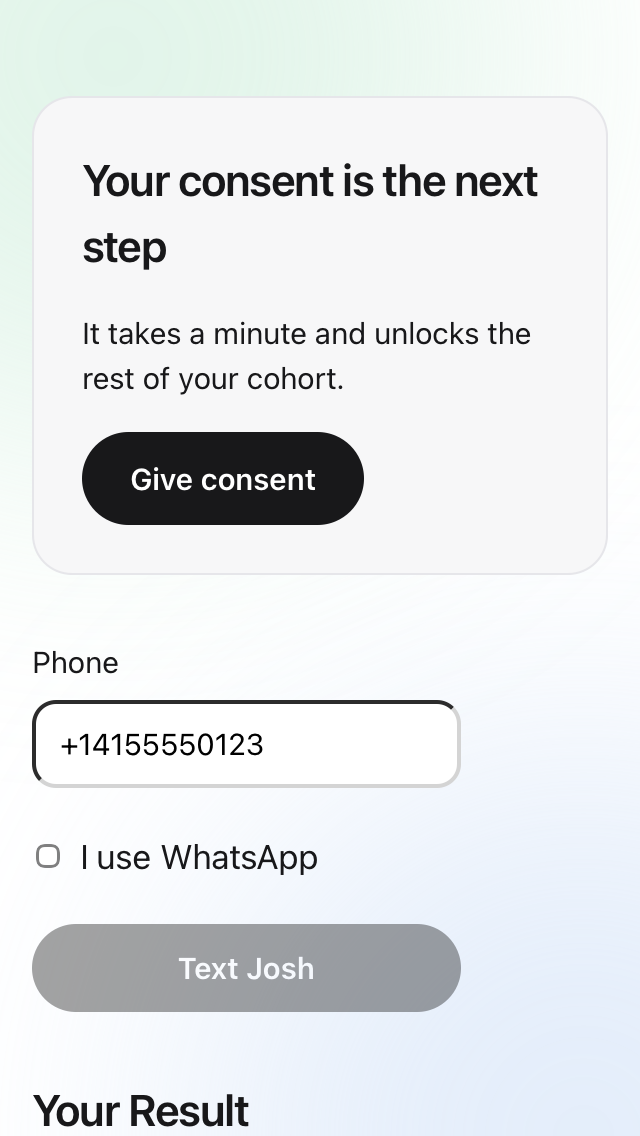 Your consent is the next
step
It takes a minute and unlocks the
rest of your cohort.
Give consent
Phone
+14155550123
I use WhatsApp
Text Josh
Your Result